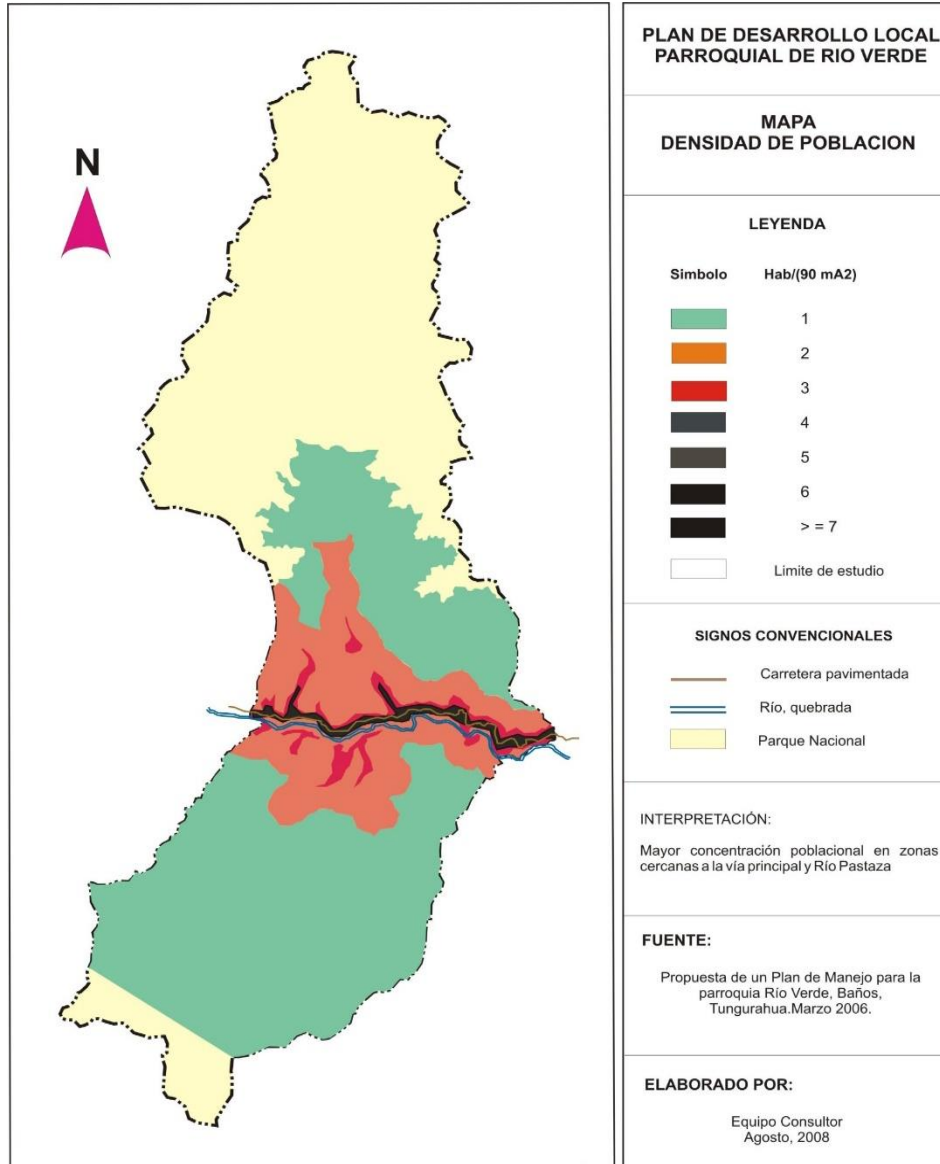 N
PLAN DE DESARROLLO LOCAL
PARROQUIAL DE RIO VERDE
MAPA
DENSIDAD DE POBLACION
LEYENDA
Simbolo Hab/(90 mA2)
1
2
3
4
5
6
> = 7
Limite de estudio
SIGNOS CONVENCIONALES
Carretera pavimentada
Río, quebrada
Parque Nacional
INTERPRETACIÓN:
Mayor concentración poblacional en zonas
cercanas a la vía principal y Río Pastaza
FUENTE:
Propuesta de un Plan de Manejo para la
parroquia Río Verde, Baños,
Tungurahua.Marzo 2006.
ELABORADO POR:
Equipo Consultor
Agosto, 2008